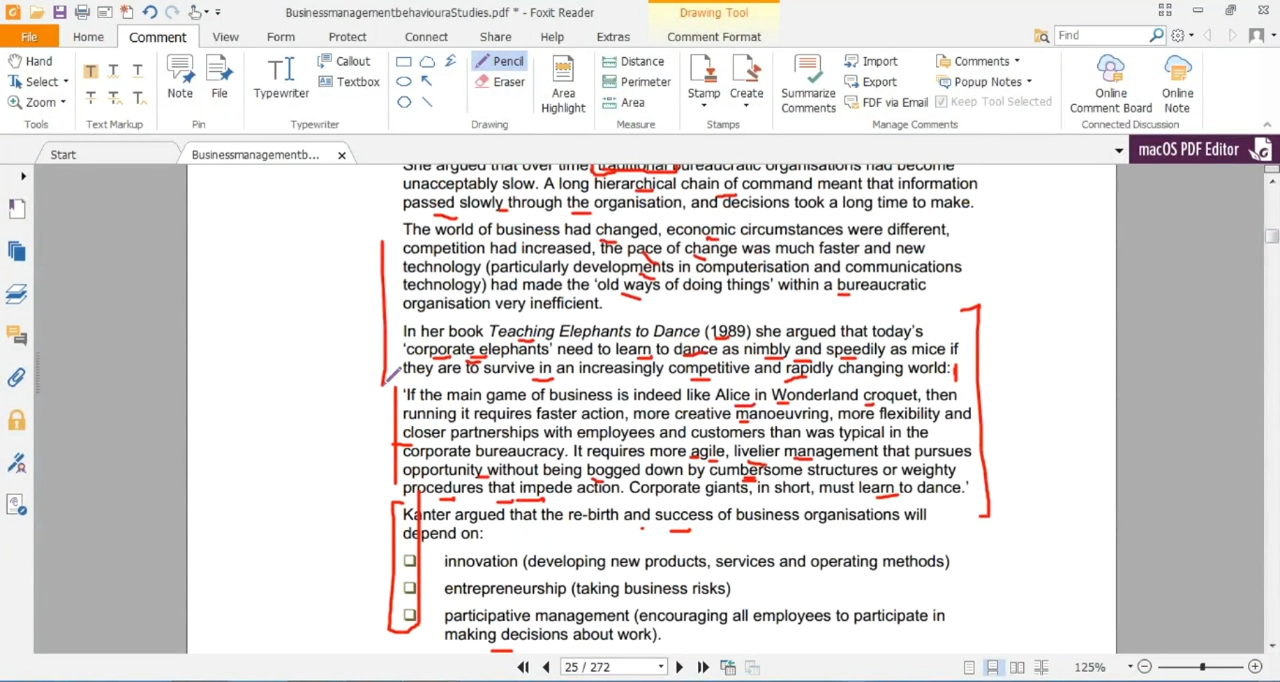 BusinessmanagementbehaviouraStudies.pdf * - Foxit Reader
Drawing Tool
File Home Comment View Form Protect Connect Share Help Extras Comment Format
Find
Hand
Select
Zoom
Tools
T T T
T T T
Text Markup
Note
File
Pin
Typewriter
Callout
Textbox
Typewriter
Pencil
Eraser
Drawing
Area
Highlight
Distance
Perimeter
Area
Measure
Stamp
Create
Stamps
Summarize
Comments
Import
Export
FDF via Email
Comments
Popup Notes
Keep Tool Selected
Manage Comments
Online
Comment Board
Online
Note
Connected Discussion
Start
Businessmanagementb...
macOS PDF Editor
She argued that over time traditional bureaucratic organisations had become
unacceptably slow. A long hierarchical chain of command meant that information
passed slowly through the organisation, and decisions took a long time to make.
The world of business had changed, economic circumstances were different,
competition had increased, the pace of change was much faster and new
technology (particularly developments in computerisation and communications
technology) had made the ‘old ways of doing things’ within a bureaucratic
organisation very inefficient.
In her book Teaching Elephants to Dance (1989) she argued that today’s
‘corporate elephants’ need to learn to dance as nimbly and speedily as mice if
they are to survive in an increasingly competitive and rapidly changing world:
‘If the main game of business is indeed like Alice in Wonderland croquet, then
running it requires faster action, more creative manoeuvring, more flexibility and
closer partnerships with employees and customers than was typical in the
corporate bureaucracy. It requires more agile, livelier management that pursues
opportunity without being bogged down by cumbersome structures or weighty
procedures that impede action. Corporate giants, in short, must learn to dance.’
Kanter argued that the re-birth and success of business organisations will
depend on:
innovation (developing new products, services and operating methods)
entrepreneurship (taking business risks)
participative management (encouraging all employees to participate in
making decisions about work).
25 / 272
125%